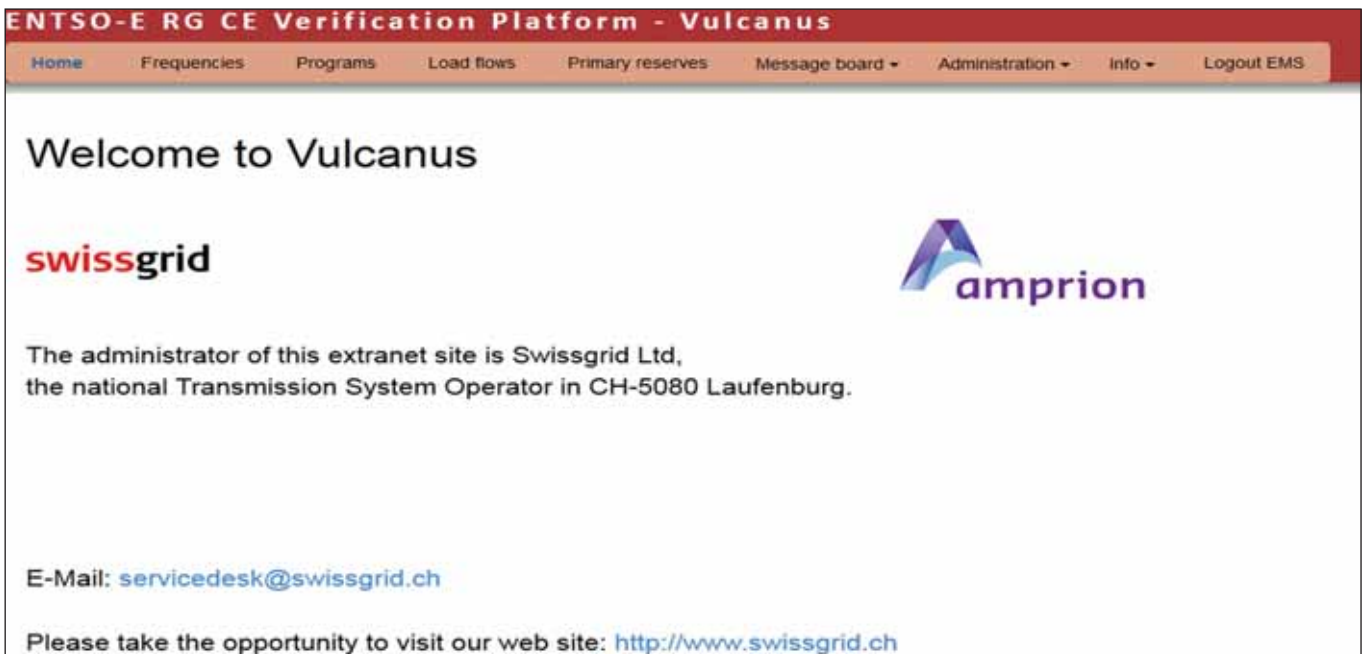 ENTSO-E RG CE Verification Platform - Vulcanus
Home Frequencies Programs Load flows Primary reserves Message board Administration Info Logout EMS
Welcome to Vulcanus
swissgrid
amprion
The administrator of this extranet site is Swissgrid Ltd,
the national Transmission System Operator in CH-5080 Laufenburg.
E-Mail: servicedesk@swissgrid.ch
Please take the opportunity to visit our web site: http://www.swissgrid.ch